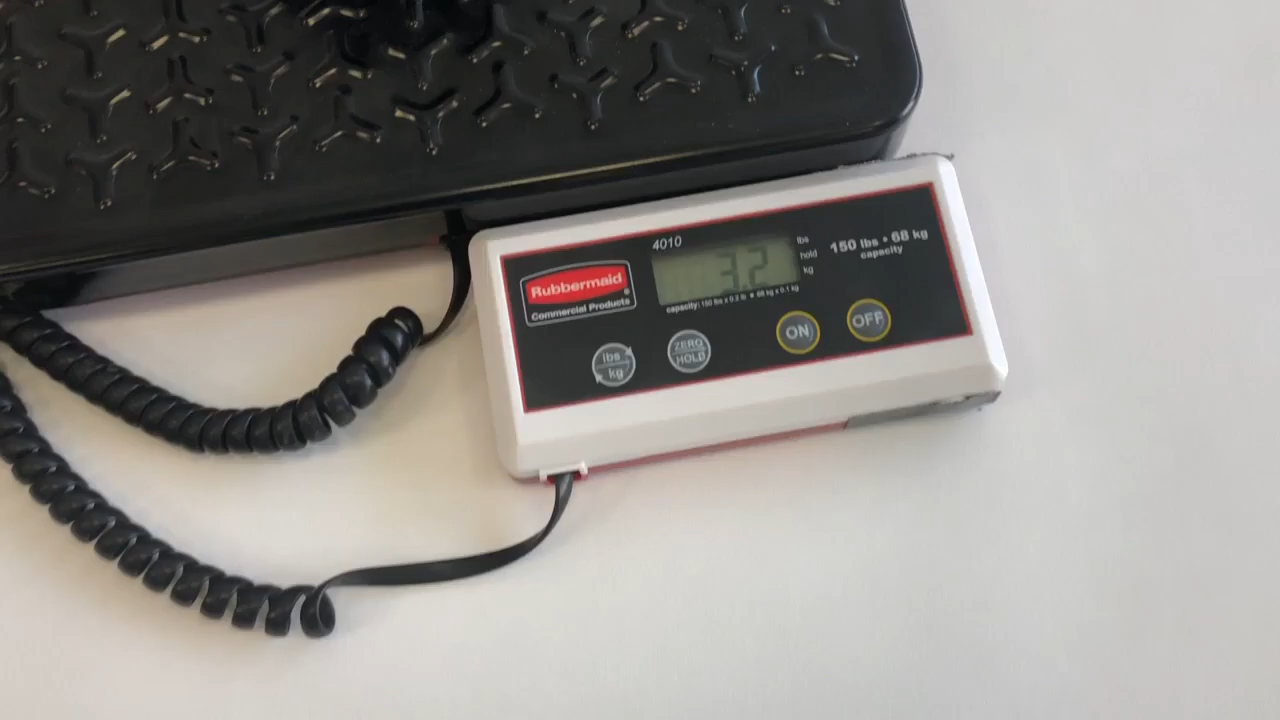 4010
3.2
lbs
hold
kg
150 lbs • 68 kg
capacity
Rubbermaid®
Commercial Products
capacity: 150 lbs x 0.2 lb • 68 kg x 0.1 kg
lbs
kg
ZERO
HOLD
ON
OFF